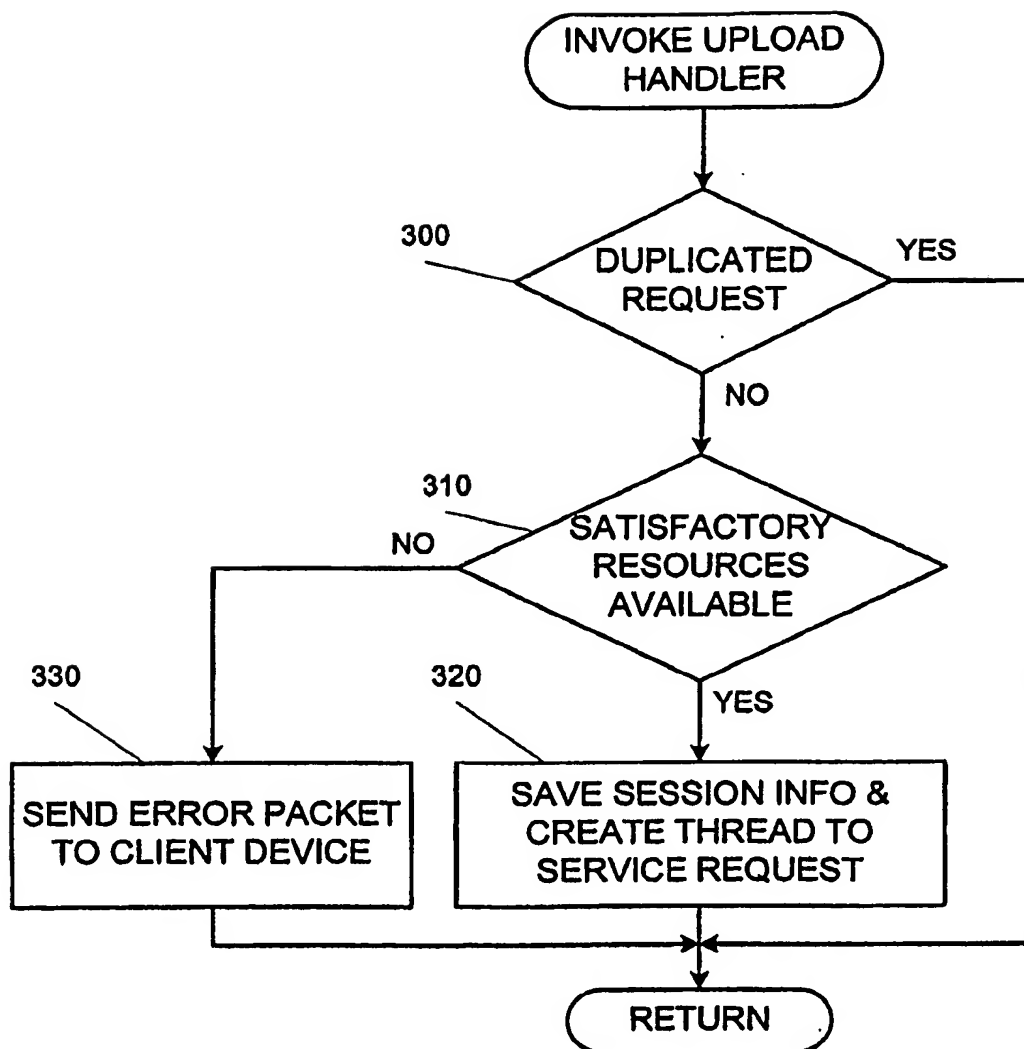 INVOKE UPLOAD
HANDLER
300
DUPLICATED
REQUEST
YES
NO
310
SATISFACTORY
RESOURCES
AVAILABLE
NO
YES
330
SEND ERROR PACKET
TO CLIENT DEVICE
320
SAVE SESSION INFO &
CREATE THREAD TO
SERVICE REQUEST
RETURN